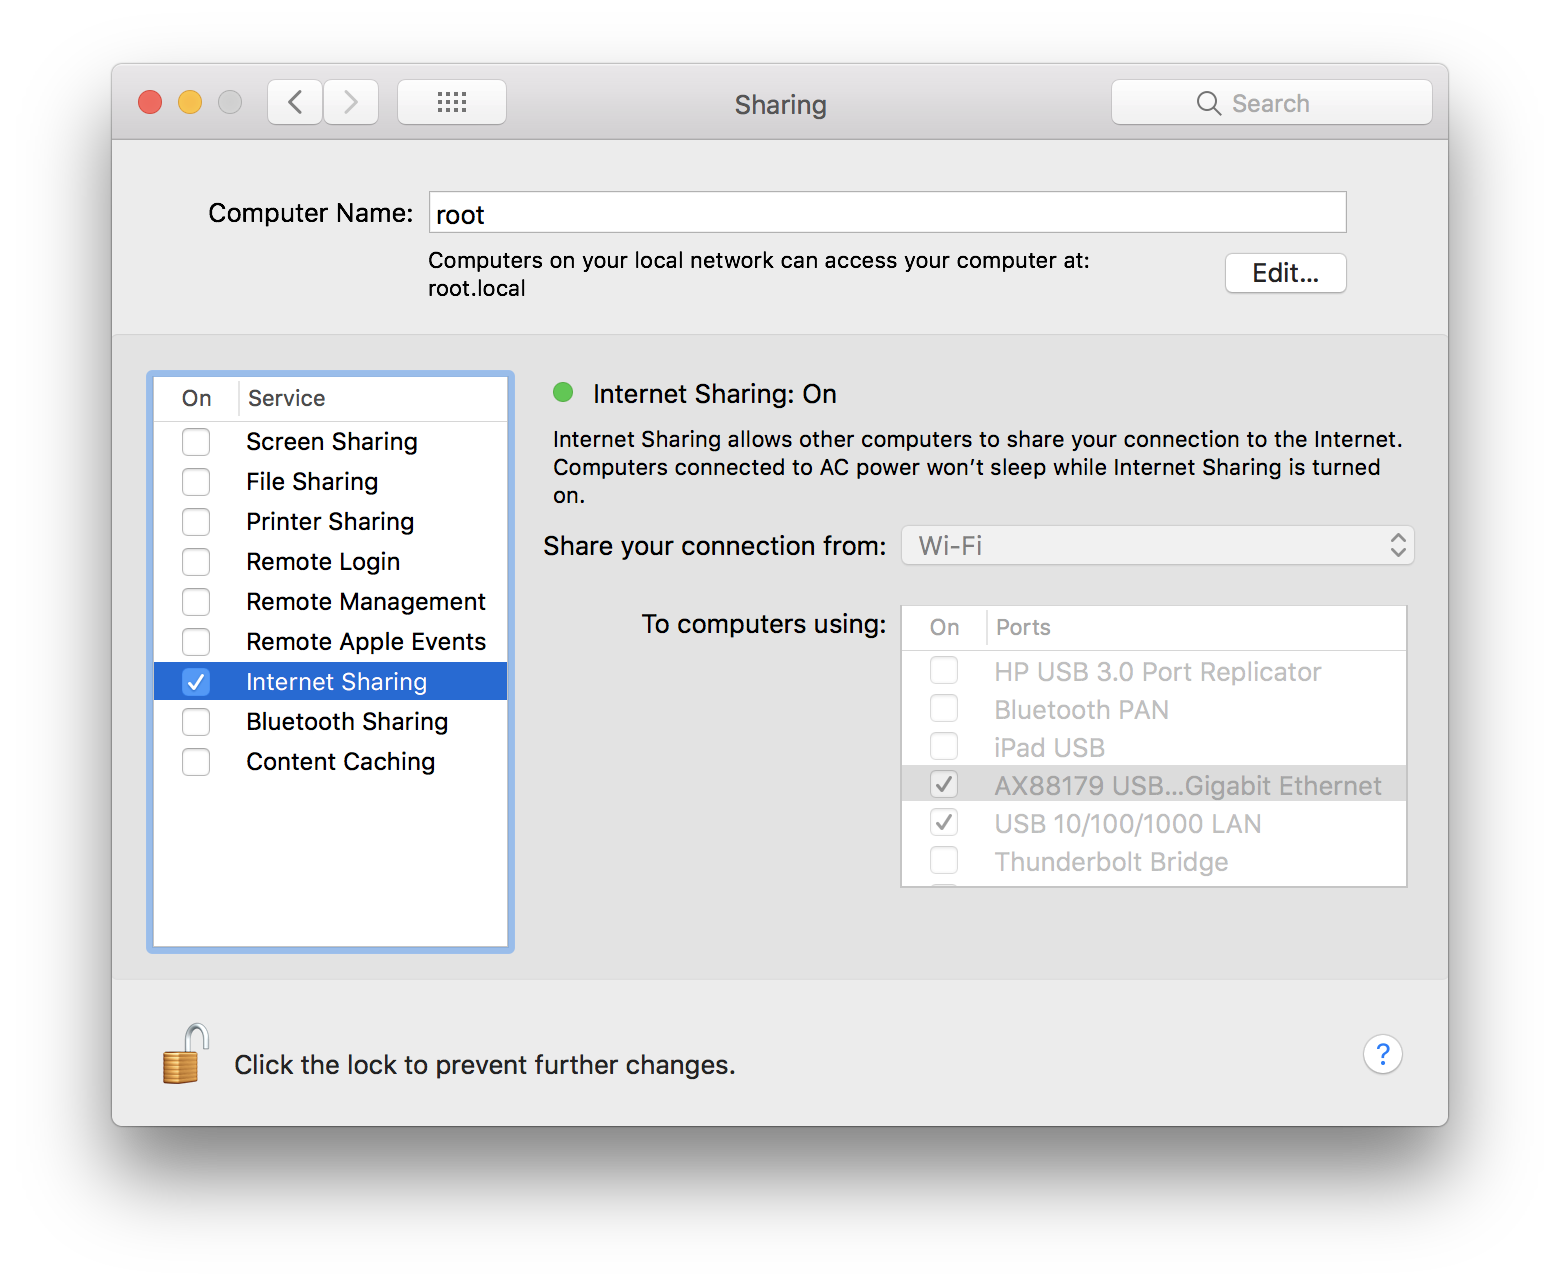 Sharing
Search
Computer Name: root
Computers on your local network can access your computer at:
root.local
Edit...
On Service
Screen Sharing
File Sharing
Printer Sharing
Remote Login
Remote Management
Remote Apple Events
Internet Sharing
Bluetooth Sharing
Content Caching
Internet Sharing: On
Internet Sharing allows other computers to share your connection to the Internet.
Computers connected to AC power won’t sleep while Internet Sharing is turned
on.
Share your connection from: Wi-Fi
To computers using:
On Ports
HP USB 3.0 Port Replicator
Bluetooth PAN
iPad USB
AX88179 USB...Gigabit Ethernet
USB 10/100/1000 LAN
Thunderbolt Bridge
Click the lock to prevent further changes.
?